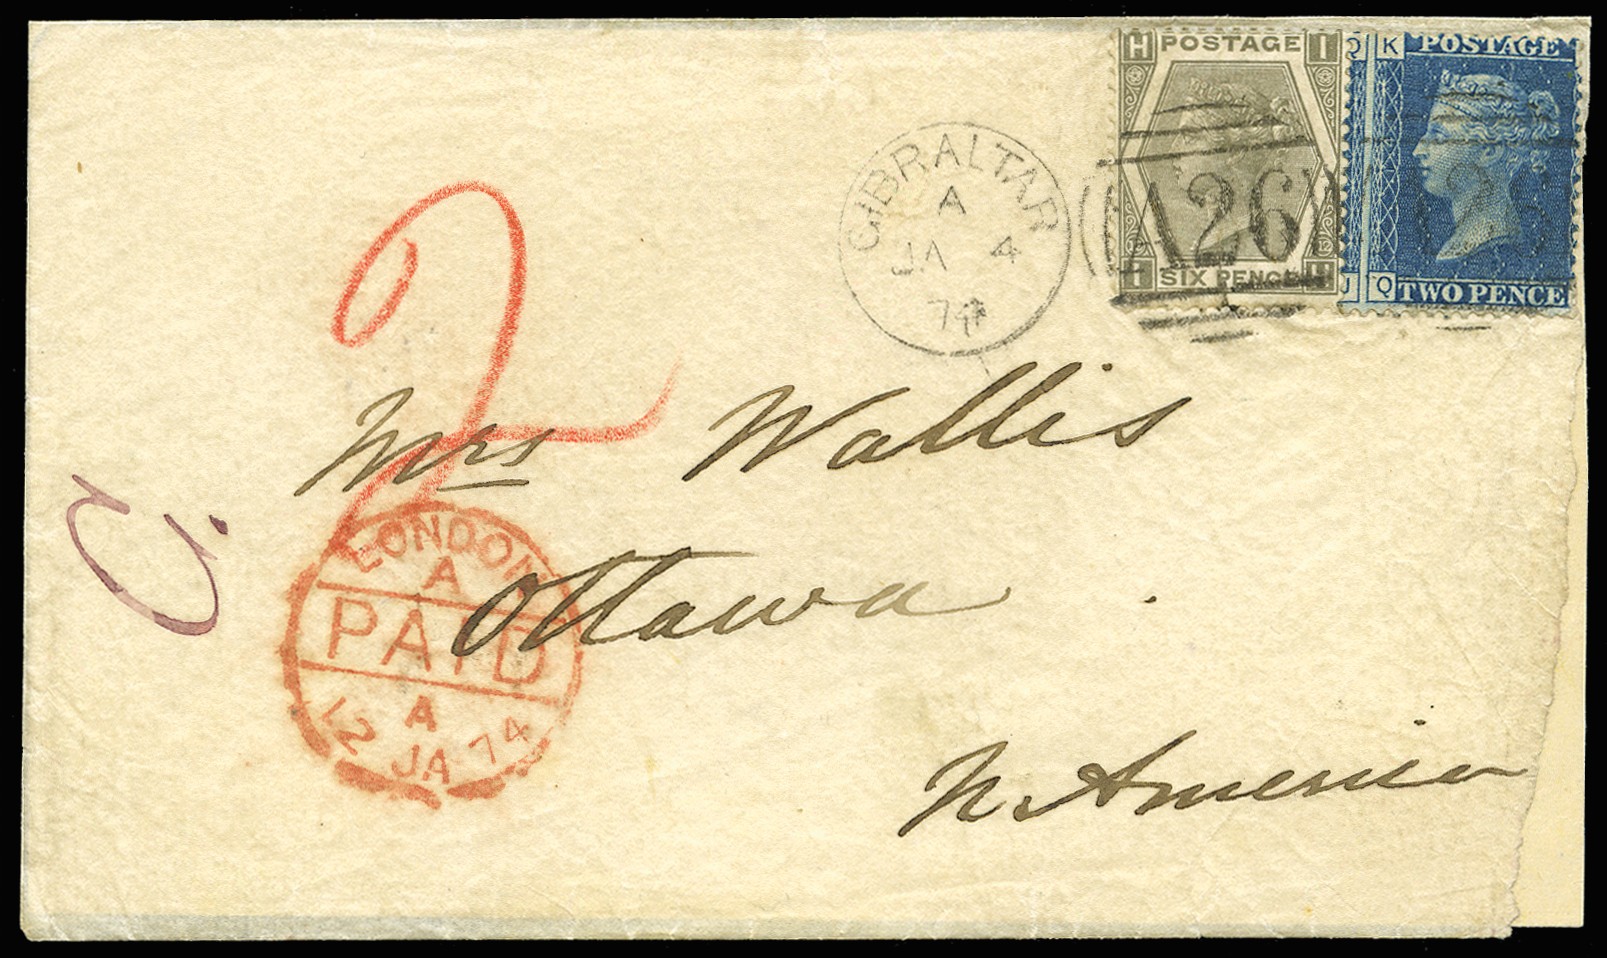 H POSTAGE I
I SIX PENCE H
K POSTAGE
J Q TWO PENCE
A26
GIBRALTAR
A
JA 4
74
2
Mrs Wallis
Ottawa
N. America
LONDON
A
PAID
A
12 JA 74